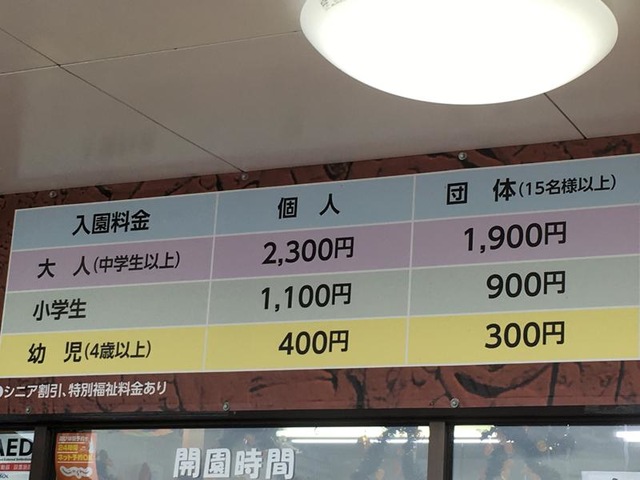 入園料金 個人 団体(15名様以上)
大人(中学生以上) 2,300円 1,900円
小学生 1,100円 900円
幼児(4歳以上) 400円 300円
シニア割引、特別福祉料金あり
AED
開園時間